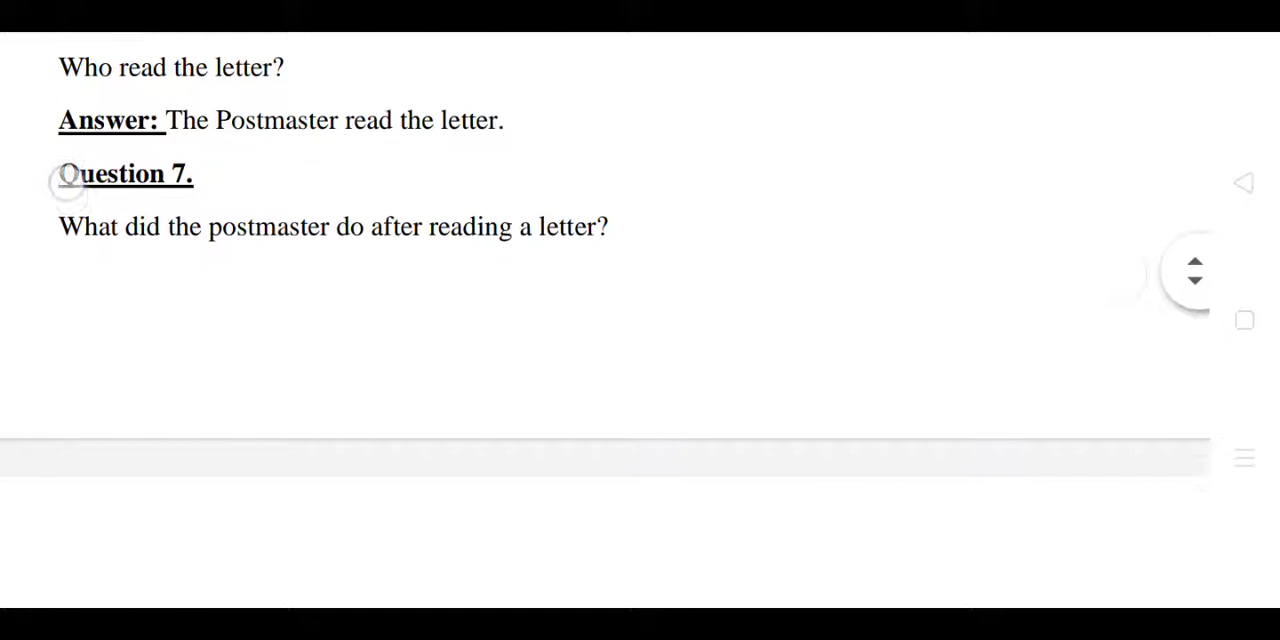 Who read the letter?
Answer: The Postmaster read the letter.
Question 7.
What did the postmaster do after reading a letter?